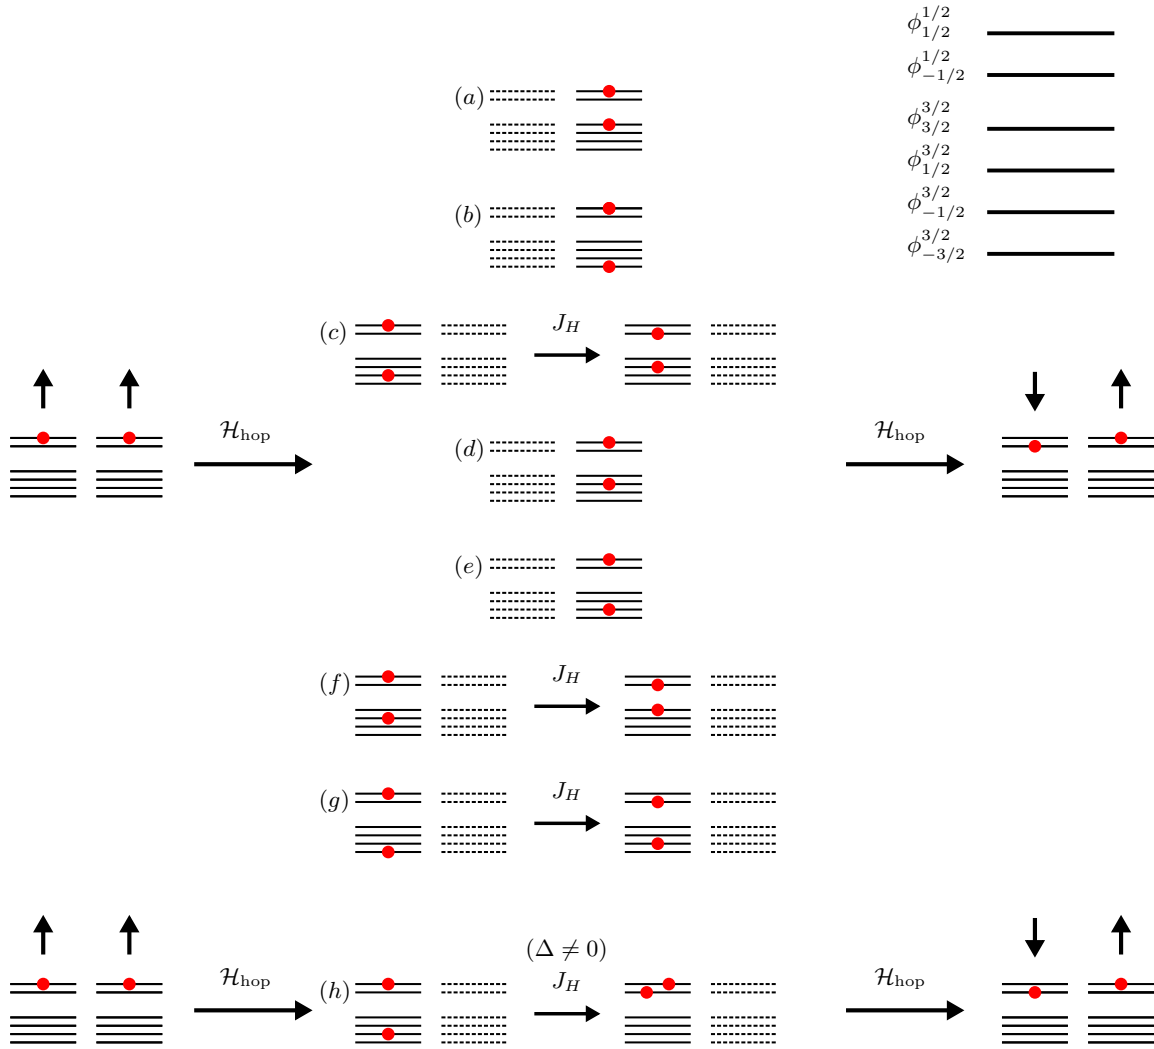 ϕ^{1/2}_{1/2}
ϕ^{1/2}_{-1/2}
ϕ^{3/2}_{3/2}
ϕ^{3/2}_{1/2}
ϕ^{3/2}_{-1/2}
ϕ^{3/2}_{-3/2}
(a)
(b)
(c) J_H
ℋ_hop ℋ_hop
(d)
(e)
(f) J_H
(g) J_H
(Δ ≠ 0)
ℋ_hop (h) J_H ℋ_hop